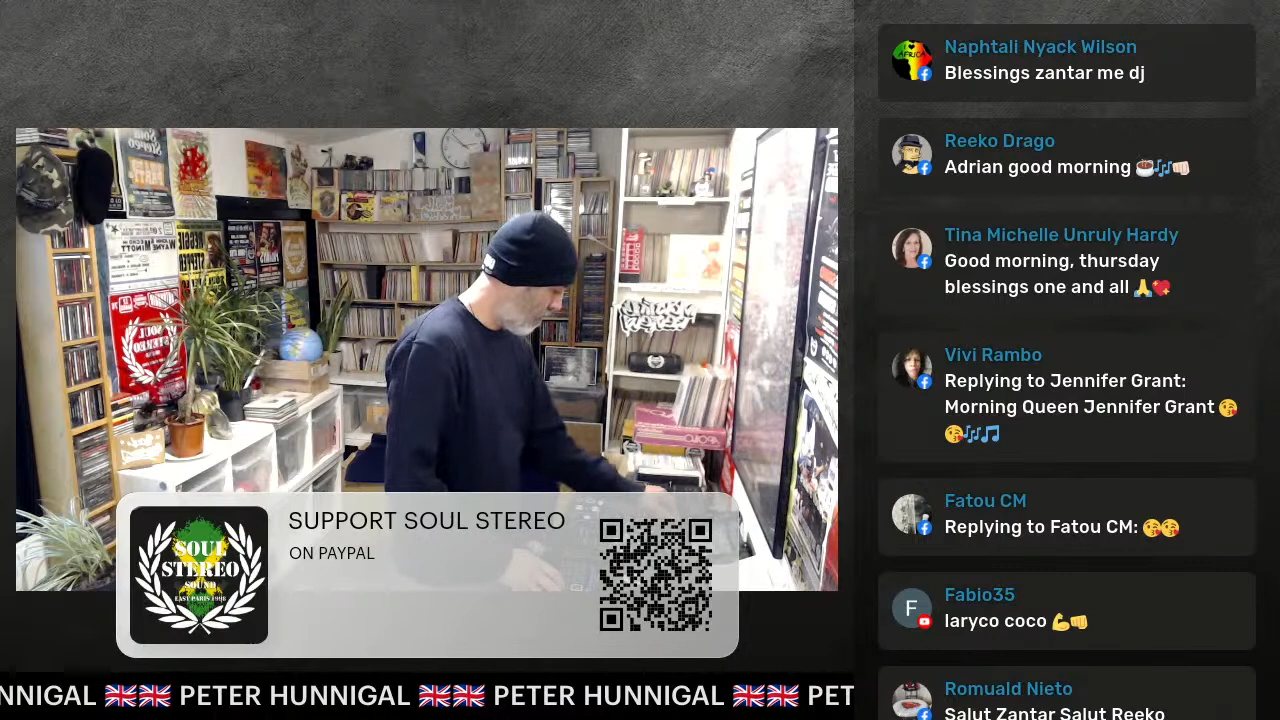 SUPPORT SOUL STEREO
ON PAYPAL
SOUL
STEREO
SOUND
EAST PARIS 1998
NNIGAL 🇬🇧🇬🇧 PETER HUNNIGAL 🇬🇧🇬🇧 PETER HUNNIGAL 🇬🇧🇬🇧 PET
Naphtali Nyack Wilson
Blessings zantar me dj
Reeko Drago
Adrian good morning ☕🎶👊🏻
Tina Michelle Unruly Hardy
Good morning, thursday
blessings one and all 🙏💖
Vivi Rambo
Replying to Jennifer Grant:
Morning Queen Jennifer Grant 😘
😘🎶🎵
Fatou CM
Replying to Fatou CM: 😘😘
F
Fabio35
laryco coco 💪👊
Romuald Nieto
Salut Zantar Salut Reeko